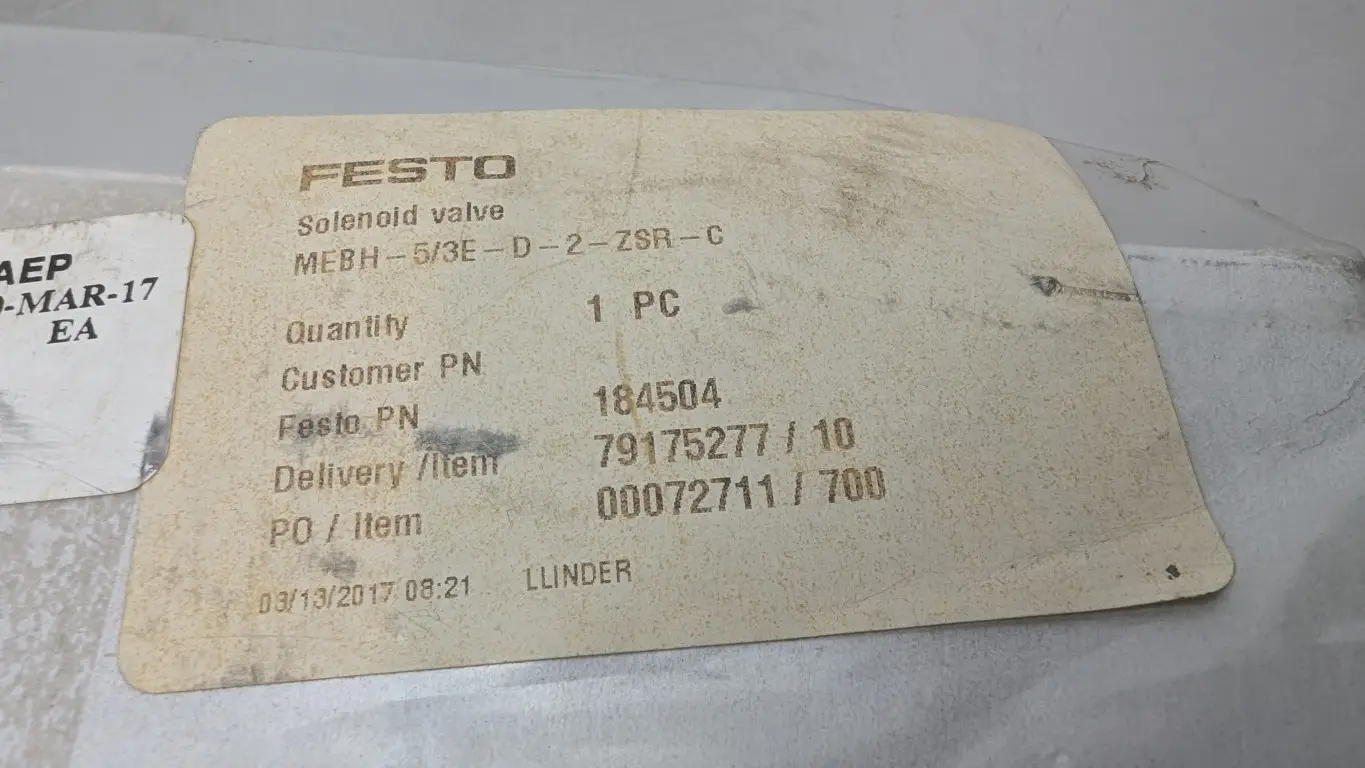 FESTO
Solenoid valve
MEBH-5/3E-D-2-ZSR-C
Quantity 1 PC
Customer PN
Festo PN 184504
Delivery /Item 79175277 / 10
PO / Item 00072711 / 700
03/13/2017 08:21 LLINDER
AEP
-MAR-17
EA